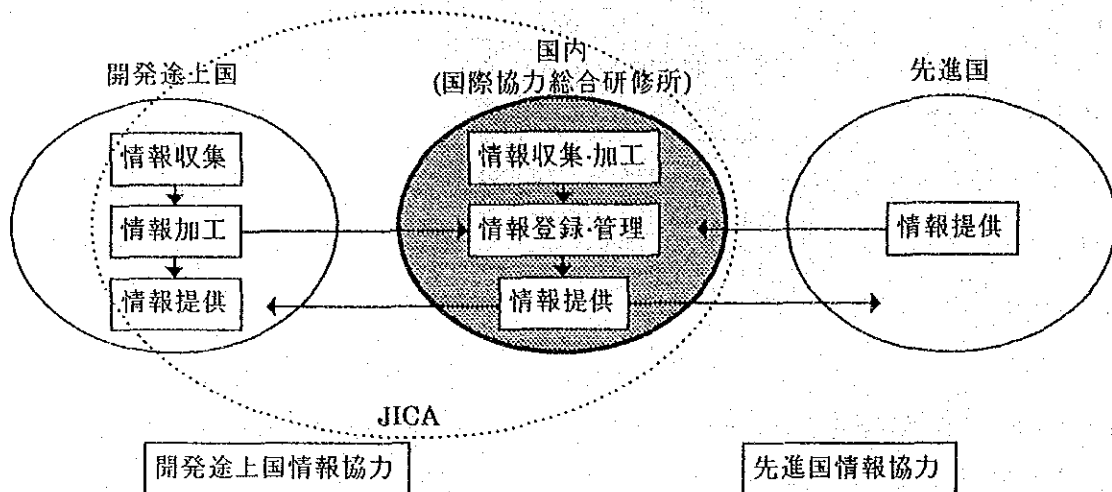 開発途上国
情報収集
情報加工
情報提供
国内
(国際協力総合研修所)
情報収集·加工
情報登録·管理
情報提供
先進国
情報提供
JICA
開発途上国情報協力
先進国情報協力